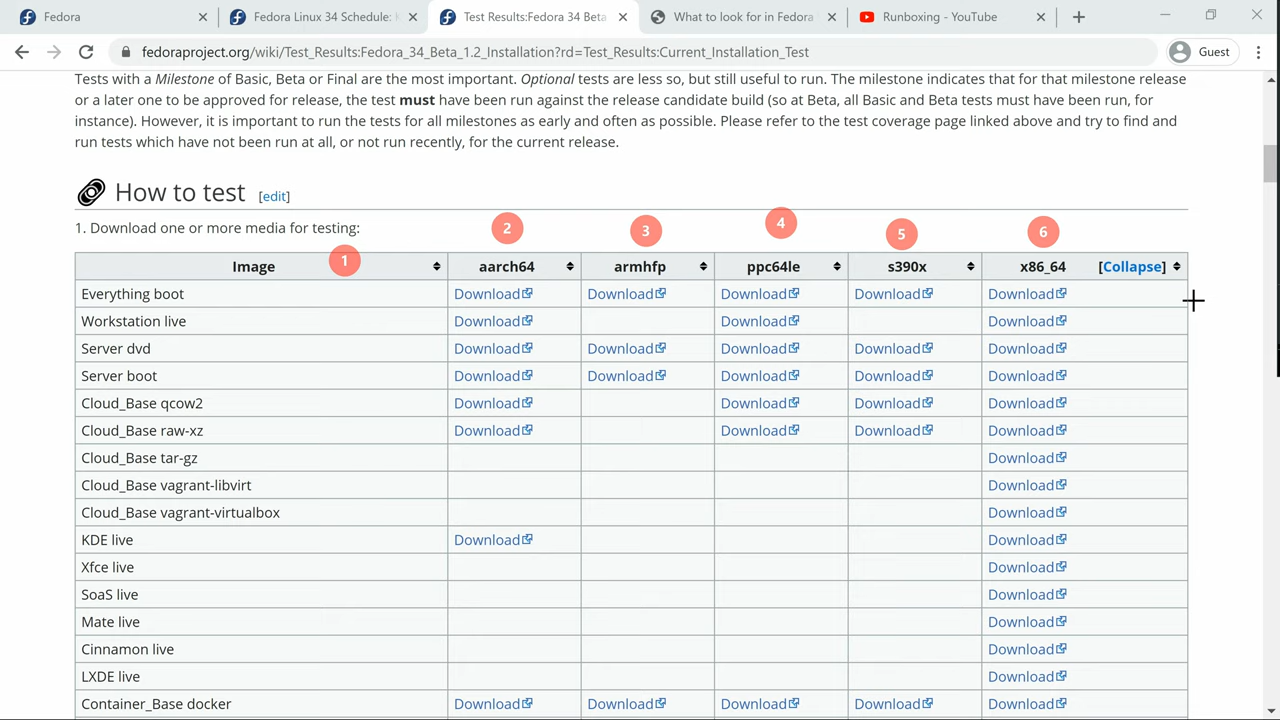 Fedora
Fedora Linux 34 Schedule: K
Test Results:Fedora 34 Beta
What to look for in Fedora
Runboxing - YouTube
fedoraproject.org/wiki/Test_Results:Fedora_34_Beta_1.2_Installation?rd=Test_Results:Current_Installation_Test
Guest
Tests with a Milestone of Basic, Beta or Final are the most important. Optional tests are less so, but still useful to run. The milestone indicates that for that milestone release
or a later one to be approved for release, the test must have been run against the release candidate build (so at Beta, all Basic and Beta tests must have been run, for
instance). However, it is important to run the tests for all milestones as early and often as possible. Please refer to the test coverage page linked above and try to find and
run tests which have not been run at all, or not run recently, for the current release.
How to test [edit]
1. Download one or more media for testing:
1 2 3 4 5 6
Image aarch64 armhfp ppc64le s390x x86_64 [Collapse]
Everything boot Download Download Download Download Download
Workstation live Download Download Download
Server dvd Download Download Download Download Download
Server boot Download Download Download Download Download
Cloud_Base qcow2 Download Download Download Download
Cloud_Base raw-xz Download Download Download Download
Cloud_Base tar-gz Download
Cloud_Base vagrant-libvirt Download
Cloud_Base vagrant-virtualbox Download
KDE live Download Download
Xfce live Download
SoaS live Download
Mate live Download
Cinnamon live Download
LXDE live Download
Container_Base docker Download Download Download Download Download